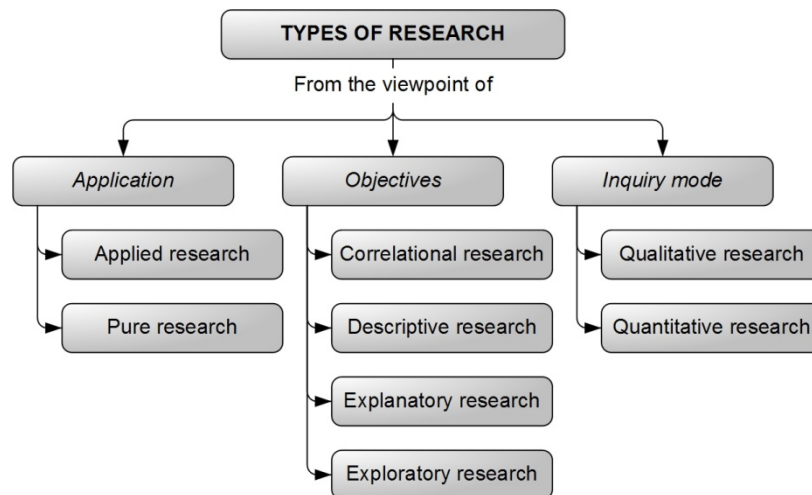 TYPES OF RESEARCH
From the viewpoint of
Application
Objectives
Inquiry mode
Applied research
Correlational research
Qualitative research
Pure research
Descriptive research
Quantitative research
Explanatory research
Exploratory research